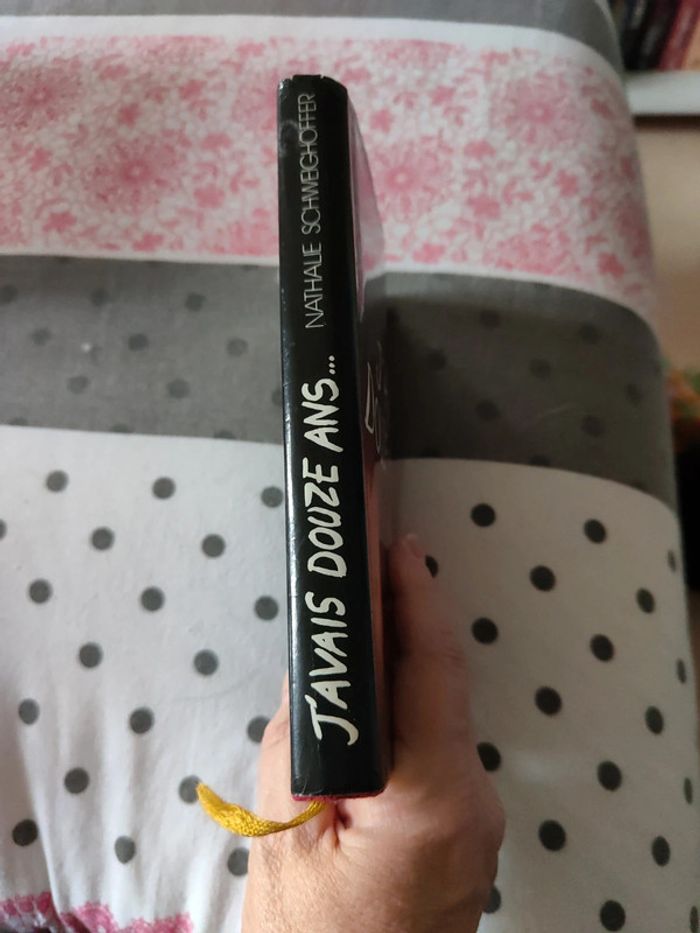 NATHALIE SCHWEIGHOFFER
J'AVAIS DOUZE ANS...